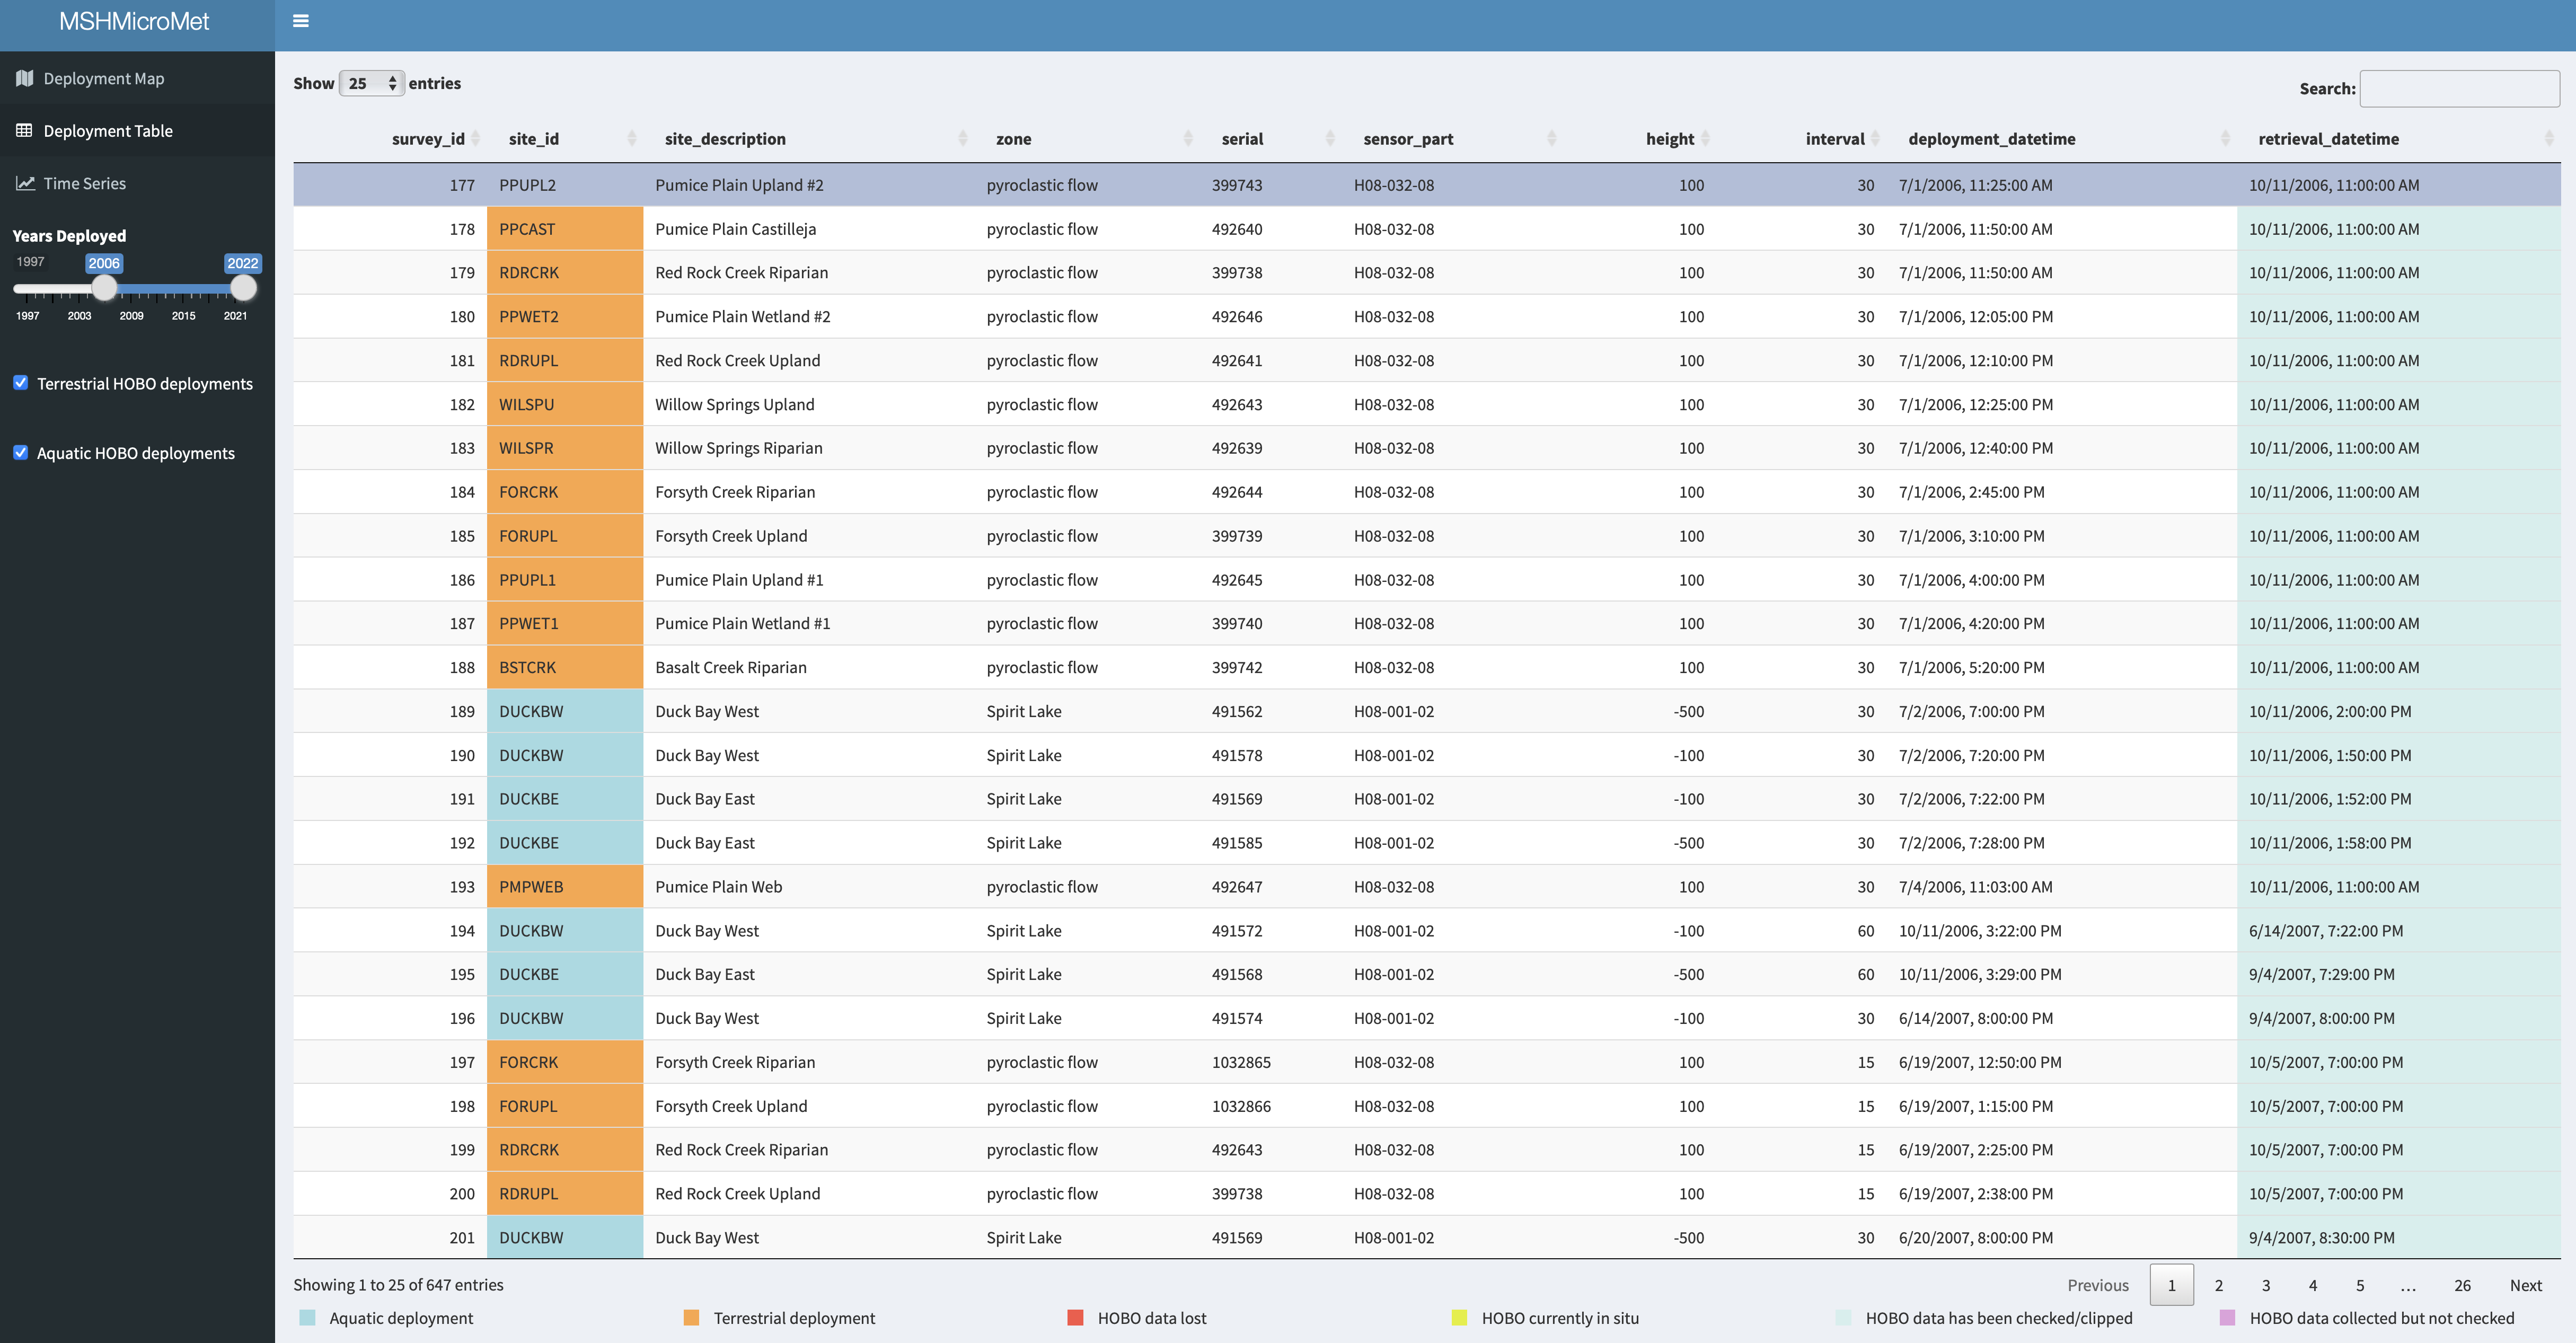 MSHMicroMet
Deployment Map
Deployment Table
Time Series
Years Deployed
1997 2006 2022
1997 2003 2009 2015 2021
Terrestrial HOBO deployments
Aquatic HOBO deployments
Show 25 entries
Search:
survey_id site_id site_description zone serial sensor_part height interval deployment_datetime retrieval_datetime
177 PPUPL2 Pumice Plain Upland #2 pyroclastic flow 399743 H08-032-08 100 30 7/1/2006, 11:25:00 AM 10/11/2006, 11:00:00 AM
178 PPCAST Pumice Plain Castilleja pyroclastic flow 492640 H08-032-08 100 30 7/1/2006, 11:50:00 AM 10/11/2006, 11:00:00 AM
179 RDRCRK Red Rock Creek Riparian pyroclastic flow 399738 H08-032-08 100 30 7/1/2006, 11:50:00 AM 10/11/2006, 11:00:00 AM
180 PPWET2 Pumice Plain Wetland #2 pyroclastic flow 492646 H08-032-08 100 30 7/1/2006, 12:05:00 PM 10/11/2006, 11:00:00 AM
181 RDRUPL Red Rock Creek Upland pyroclastic flow 492641 H08-032-08 100 30 7/1/2006, 12:10:00 PM 10/11/2006, 11:00:00 AM
182 WILSPU Willow Springs Upland pyroclastic flow 492643 H08-032-08 100 30 7/1/2006, 12:25:00 PM 10/11/2006, 11:00:00 AM
183 WILSPR Willow Springs Riparian pyroclastic flow 492639 H08-032-08 100 30 7/1/2006, 12:40:00 PM 10/11/2006, 11:00:00 AM
184 FORCRK Forsyth Creek Riparian pyroclastic flow 492644 H08-032-08 100 30 7/1/2006, 2:45:00 PM 10/11/2006, 11:00:00 AM
185 FORUPL Forsyth Creek Upland pyroclastic flow 399739 H08-032-08 100 30 7/1/2006, 3:10:00 PM 10/11/2006, 11:00:00 AM
186 PPUPL1 Pumice Plain Upland #1 pyroclastic flow 492645 H08-032-08 100 30 7/1/2006, 4:00:00 PM 10/11/2006, 11:00:00 AM
187 PPWET1 Pumice Plain Wetland #1 pyroclastic flow 399740 H08-032-08 100 30 7/1/2006, 4:20:00 PM 10/11/2006, 11:00:00 AM
188 BSTCRK Basalt Creek Riparian pyroclastic flow 399742 H08-032-08 100 30 7/1/2006, 5:20:00 PM 10/11/2006, 11:00:00 AM
189 DUCKBW Duck Bay West Spirit Lake 491562 H08-001-02 -500 30 7/2/2006, 7:00:00 PM 10/11/2006, 2:00:00 PM
190 DUCKBW Duck Bay West Spirit Lake 491578 H08-001-02 -100 30 7/2/2006, 7:20:00 PM 10/11/2006, 1:50:00 PM
191 DUCKBE Duck Bay East Spirit Lake 491569 H08-001-02 -100 30 7/2/2006, 7:22:00 PM 10/11/2006, 1:52:00 PM
192 DUCKBE Duck Bay East Spirit Lake 491585 H08-001-02 -500 30 7/2/2006, 7:28:00 PM 10/11/2006, 1:58:00 PM
193 PMPWEB Pumice Plain Web pyroclastic flow 492647 H08-032-08 100 30 7/4/2006, 11:03:00 AM 10/11/2006, 11:00:00 AM
194 DUCKBW Duck Bay West Spirit Lake 491572 H08-001-02 -100 60 10/11/2006, 3:22:00 PM 6/14/2007, 7:22:00 PM
195 DUCKBE Duck Bay East Spirit Lake 491568 H08-001-02 -500 60 10/11/2006, 3:29:00 PM 9/4/2007, 7:29:00 PM
196 DUCKBW Duck Bay West Spirit Lake 491574 H08-001-02 -100 30 6/14/2007, 8:00:00 PM 9/4/2007, 8:00:00 PM
197 FORCRK Forsyth Creek Riparian pyroclastic flow 1032865 H08-032-08 100 15 6/19/2007, 12:50:00 PM 10/5/2007, 7:00:00 PM
198 FORUPL Forsyth Creek Upland pyroclastic flow 1032866 H08-032-08 100 15 6/19/2007, 1:15:00 PM 10/5/2007, 7:00:00 PM
199 RDRCRK Red Rock Creek Riparian pyroclastic flow 492643 H08-032-08 100 15 6/19/2007, 2:25:00 PM 10/5/2007, 7:00:00 PM
200 RDRUPL Red Rock Creek Upland pyroclastic flow 399738 H08-032-08 100 15 6/19/2007, 2:38:00 PM 10/5/2007, 7:00:00 PM
201 DUCKBW Duck Bay West Spirit Lake 491569 H08-001-02 -500 30 6/20/2007, 8:00:00 PM 9/4/2007, 8:30:00 PM
Showing 1 to 25 of 647 entries
Previous 1 2 3 4 5 … 26 Next
Aquatic deployment Terrestrial deployment HOBO data lost HOBO currently in situ HOBO data has been checked/clipped HOBO data collected but not checked